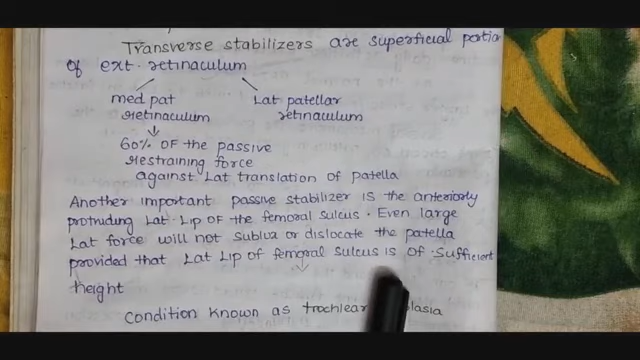 Transverse stabilizers are superficial portion
of ext. retinaculum
med pat retinaculum
Lat patellar retinaculum
60% OF the passive
restraining force
against Lat translation of patella
Another important passive stabilizer is the anteriorly
protruding Lat. Lip of the femoral sulcus. Even large
Lat force will not sublux or dislocate the patella
provided that Lat Lip of femoral sulcus is of sufficient
height
Condition known as trochlear